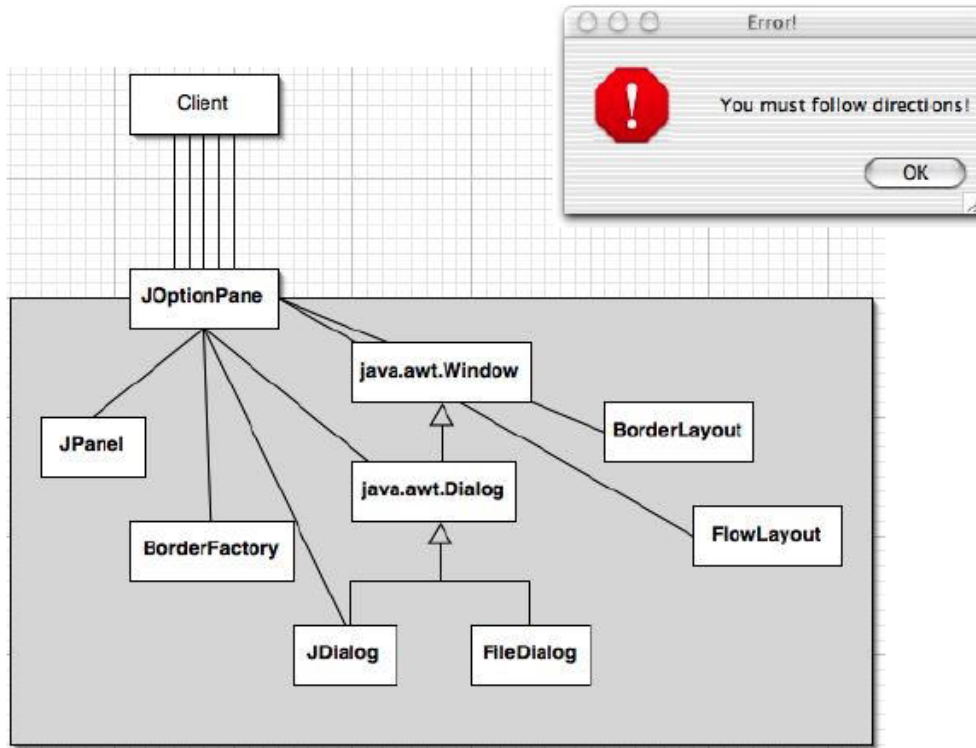 Error!
You must follow directions!
OK
Client
JOptionPane
java.awt.Window
JPanel
BorderLayout
java.awt.Dialog
BorderFactory
FlowLayout
JDialog
FileDialog